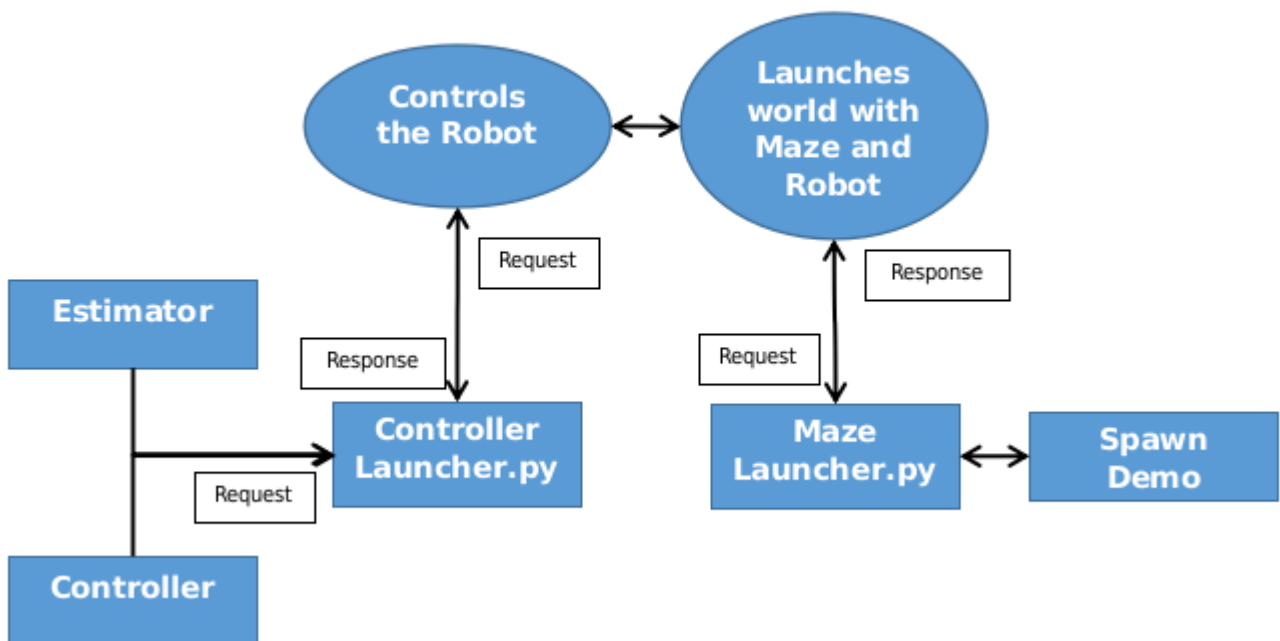 Controls
the Robot
Launches
world with
Maze and
Robot
Request
Response
Estimator
Response
Request
Controller
Launcher.py
Maze
Launcher.py
Spawn
Demo
Request
Controller